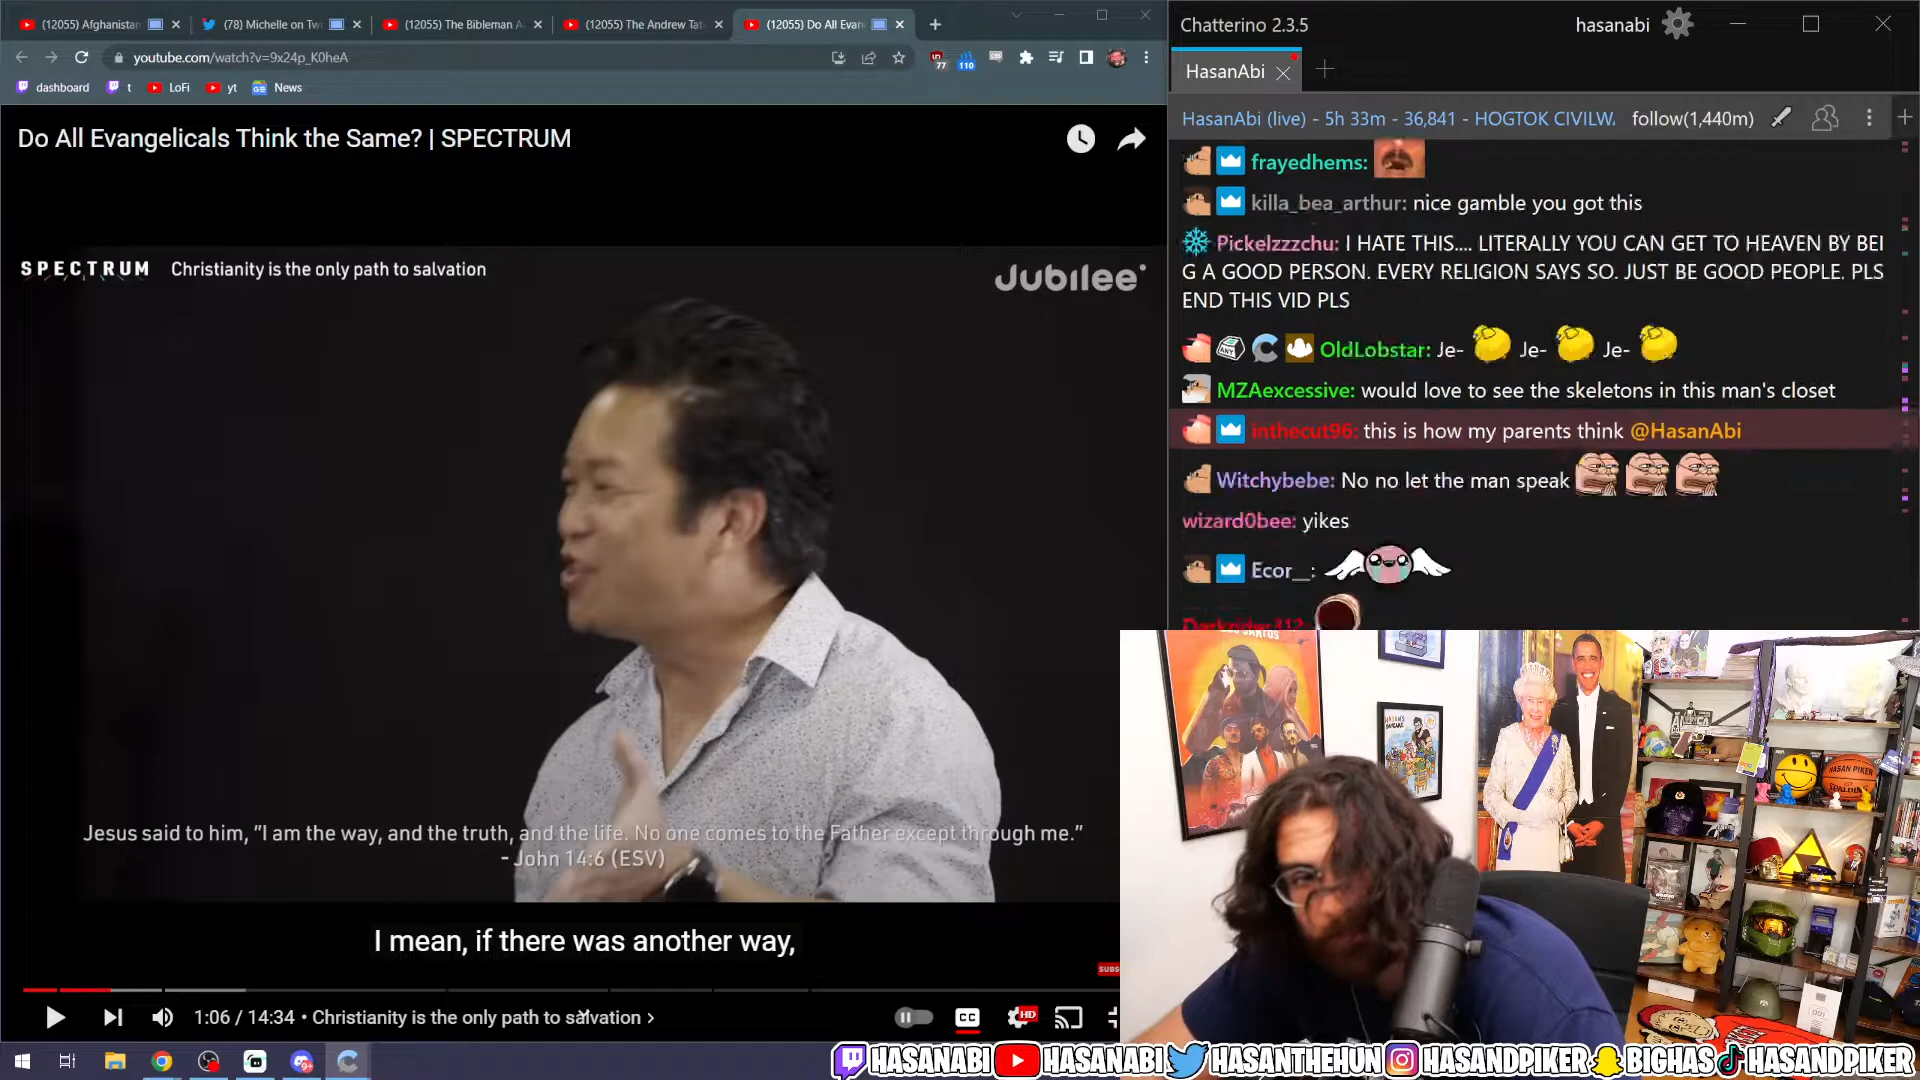 (12055) Afghanistan
(78) Michelle on Tw
(12055) The Bibleman A
(12055) The Andrew Tat
(12055) Do All Evan
youtube.com/watch?v=9x24p_K0heA
77
110
dashboard
t
LoFi
yt
News
Do All Evangelicals Think the Same? | SPECTRUM
SPECTRUM
Christianity is the only path to salvation
Jubilee
Jesus said to him, “I am the way, and the truth, and the life. No one comes to the Father except through me.”
- John 14:6 (ESV)
I mean, if there was another way,
SUBS
1:06 / 14:34 • Christianity is the only path to salvation
CC
HD
Chatterino 2.3.5
hasanabi
HasanAbi
HasanAbi (live) - 5h 33m - 36,841 - HOGTOK CIVILW.
follow(1,440m)
frayedhems:
killa_bea_arthur: nice gamble you got this
Pickelzzzchu: I HATE THIS.... LITERALLY YOU CAN GET TO HEAVEN BY BEI
G A GOOD PERSON. EVERY RELIGION SAYS SO. JUST BE GOOD PEOPLE. PLS
END THIS VID PLS
OldLobstar: Je- Je- Je-
MZAexcessive: would love to see the skeletons in this man's closet
inthecut96: this is how my parents think @HasanAbi
Witchybebe: No no let the man speak
wizard0bee: yikes
Ecor__:
HASAN PIKER
SPALDING
HASANABI
HASANABI
HASANTHEHUN
HASANDPIKER
BIGHAS
HASANDPIKER